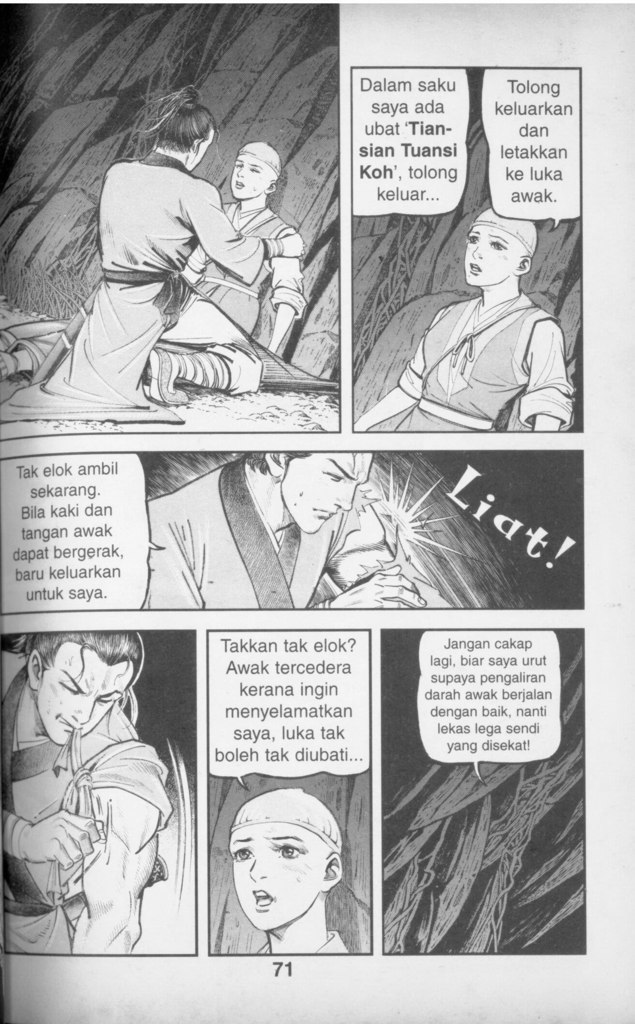 Dalam saku
saya ada
ubat 'Tian-
sian Tuansi
Koh', tolong
keluar...
Tolong
keluarkan
dan
letakkan
ke luka
awak.
Tak elok ambil
sekarang.
Bila kaki dan
tangan awak
dapat bergerak,
baru keluarkan
untuk saya.
Liat!
Takkan tak elok?
Awak tercedera
kerana ingin
menyelamatkan
saya, luka tak
boleh tak diubati...
Jangan cakap
lagi, biar saya urut
supaya pengaliran
darah awak berjalan
dengan baik, nanti
lekas lega sendi
yang disekat!
71